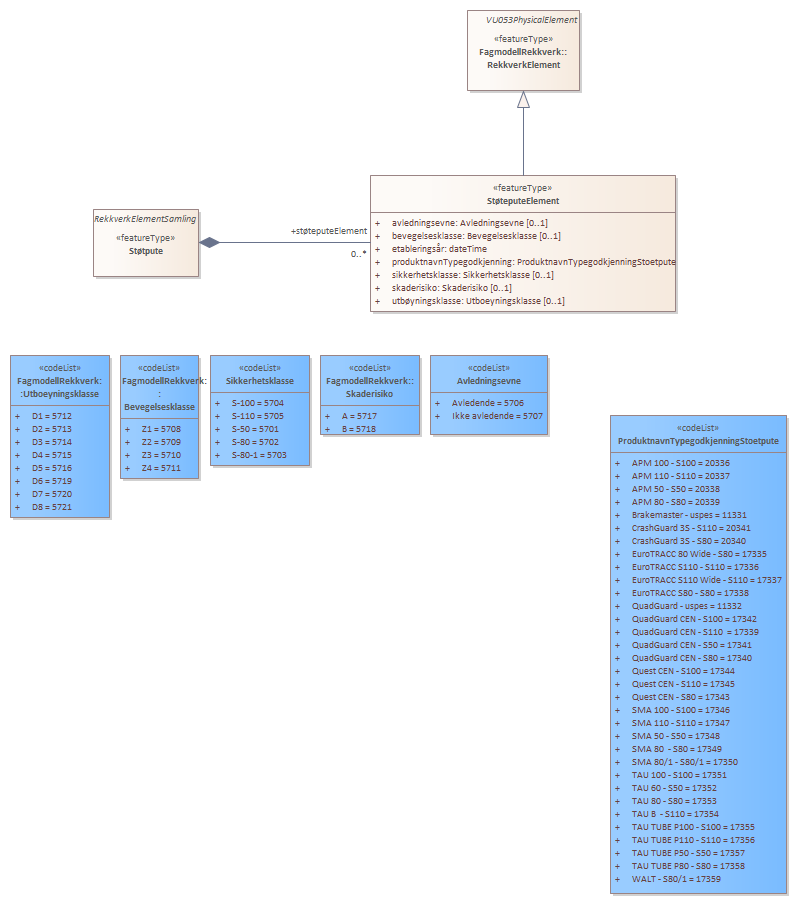 VU053PhysicalElement
«featureType»
FagmodellRekkverk::
RekkverkElement
«featureType»
StøteputeElement
+ avledningsevne: Avledningsevne [0..1]
+ bevegelsesklasse: Bevegelsesklasse [0..1]
+ etableringsår: dateTime
+ produktnavnTypegodkjenning: ProduktnavnTypegodkjenningStoetpute
+ sikkerhetsklasse: Sikkerhetsklasse [0..1]
+ skaderisiko: Skaderisiko [0..1]
+ utbøyningsklasse: Utboeyningsklasse [0..1]
RekkverkElementSamling
«featureType»
Støtpute
+støteputeElement
0..*
«codeList»
FagmodellRekkverk:
:Utboeyningsklasse
+ D1 = 5712
+ D2 = 5713
+ D3 = 5714
+ D4 = 5715
+ D5 = 5716
+ D6 = 5719
+ D7 = 5720
+ D8 = 5721
«codeList»
FagmodellRekkverk:
:
Bevegelsesklasse
+ Z1 = 5708
+ Z2 = 5709
+ Z3 = 5710
+ Z4 = 5711
«codeList»
Sikkerhetsklasse
+ S-100 = 5704
+ S-110 = 5705
+ S-50 = 5701
+ S-80 = 5702
+ S-80-1 = 5703
«codeList»
FagmodellRekkverk::
Skaderisiko
+ A = 5717
+ B = 5718
«codeList»
Avledningsevne
+ Avledende = 5706
+ Ikke avledende = 5707
«codeList»
ProduktnavnTypegodkjenningStoetpute
+ APM 100 - S100 = 20336
+ APM 110 - S110 = 20337
+ APM 50 - S50 = 20338
+ APM 80 - S80 = 20339
+ Brakemaster - uspes = 11331
+ CrashGuard 3S - S110 = 20341
+ CrashGuard 3S - S80 = 20340
+ EuroTRACC 80 Wide - S80 = 17335
+ EuroTRACC S110 - S110 = 17336
+ EuroTRACC S110 Wide - S110 = 17337
+ EuroTRACC S80 - S80 = 17338
+ QuadGuard - uspes = 11332
+ QuadGuard CEN - S100 = 17342
+ QuadGuard CEN - S110  = 17339
+ QuadGuard CEN - S50 = 17341
+ QuadGuard CEN - S80 = 17340
+ Quest CEN - S100 = 17344
+ Quest CEN - S110 = 17345
+ Quest CEN - S80 = 17343
+ SMA 100 - S100 = 17346
+ SMA 110 - S110 = 17347
+ SMA 50 - S50 = 17348
+ SMA 80  - S80 = 17349
+ SMA 80/1 - S80/1 = 17350
+ TAU 100 - S100 = 17351
+ TAU 60 - S50 = 17352
+ TAU 80 - S80 = 17353
+ TAU B  - S110 = 17354
+ TAU TUBE P100 - S100 = 17355
+ TAU TUBE P110 - S110 = 17356
+ TAU TUBE P50 - S50 = 17357
+ TAU TUBE P80 - S80 = 17358
+ WALT - S80/1 = 17359